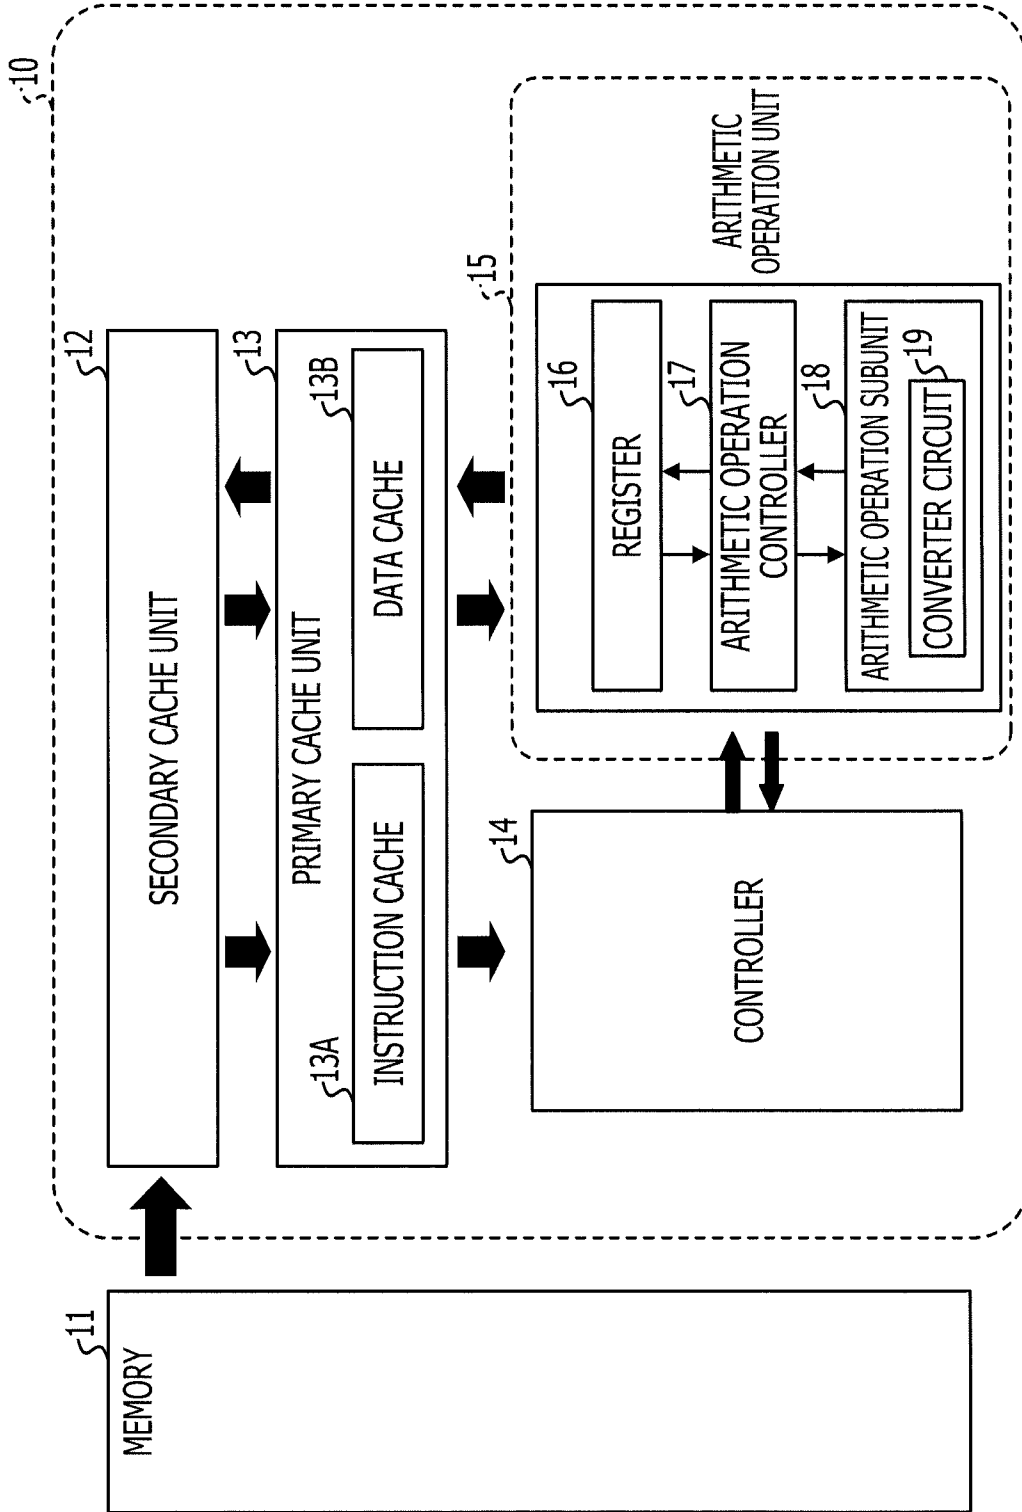 10
11
MEMORY
12
SECONDARY CACHE UNIT
13
PRIMARY CACHE UNIT
13A
INSTRUCTION CACHE
13B
DATA CACHE
14
CONTROLLER
15
16
REGISTER
17
ARITHMETIC OPERATION
CONTROLLER
18
ARITHMETIC OPERATION SUBUNIT
19
CONVERTER CIRCUIT
ARITHMETIC
OPERATION UNIT